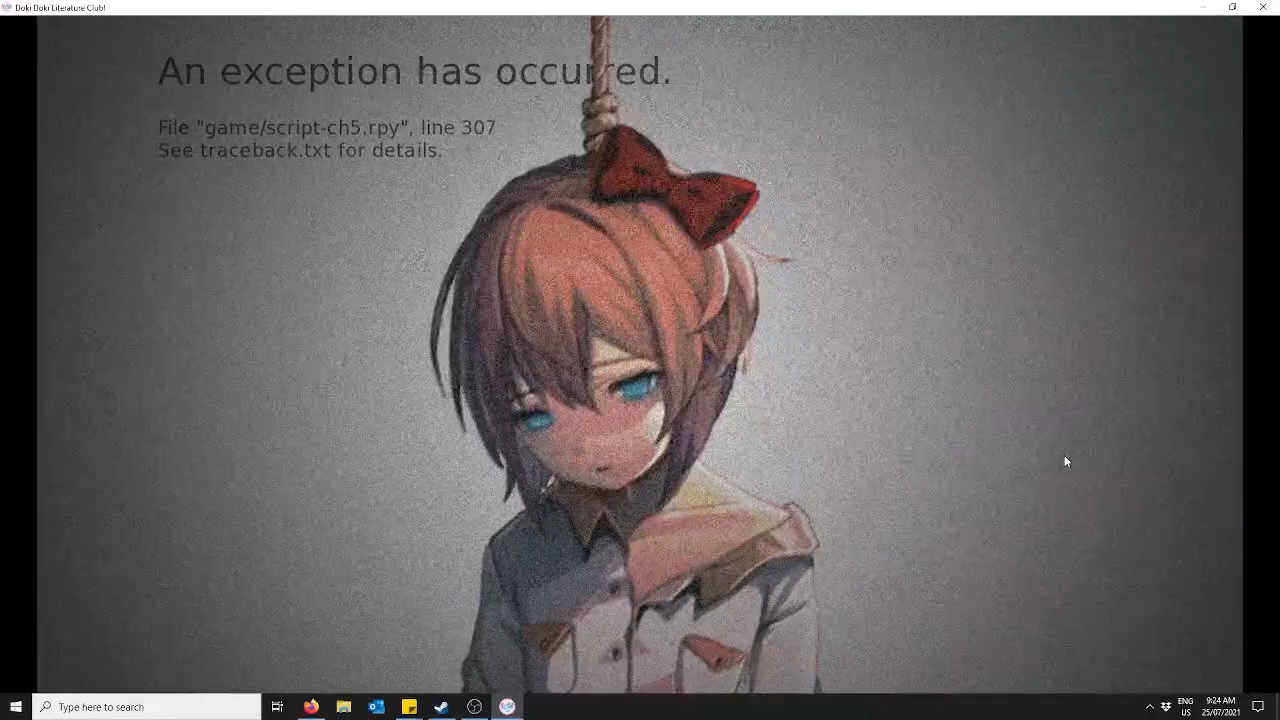 Doki Doki Literature Club!
An exception has occurred.
File "game/script-ch5.rpy", line 307
See traceback.txt for details.
Type here to search
ENG
US
9:24 AM
25/07/2021